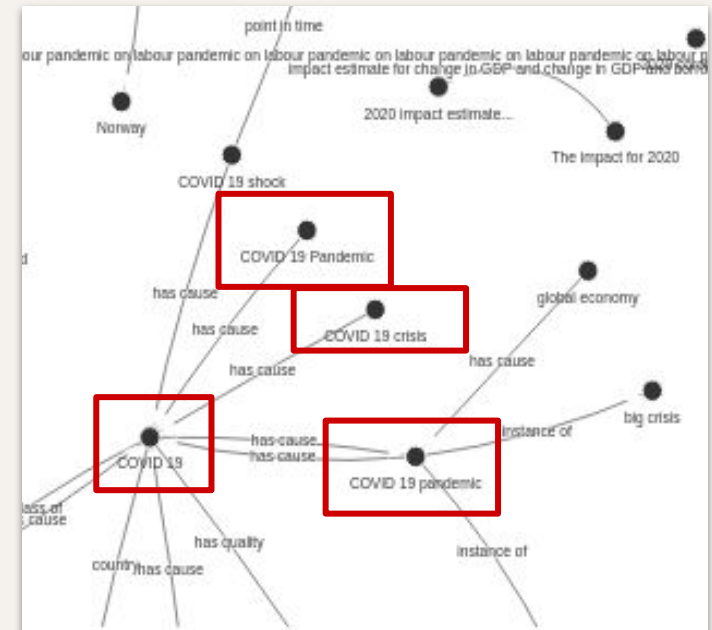 point in time
our pandemic on labour pandemic on labour pandemic on labour pandemic on labour pandemic on labour p
impact estimate for change in GDP and change in GDP and
2020 impact estimate...
Norway
The impact for 2020
COVID 19 shock
COVID 19 Pandemic
d
global economy
has cause
has cause
COVID 19 crisis
has cause
has cause
big crisis
instance of
has cause
has cause
COVID 19
COVID 19 pandemic
ass of
cause
has quality
instance of
country
has cause